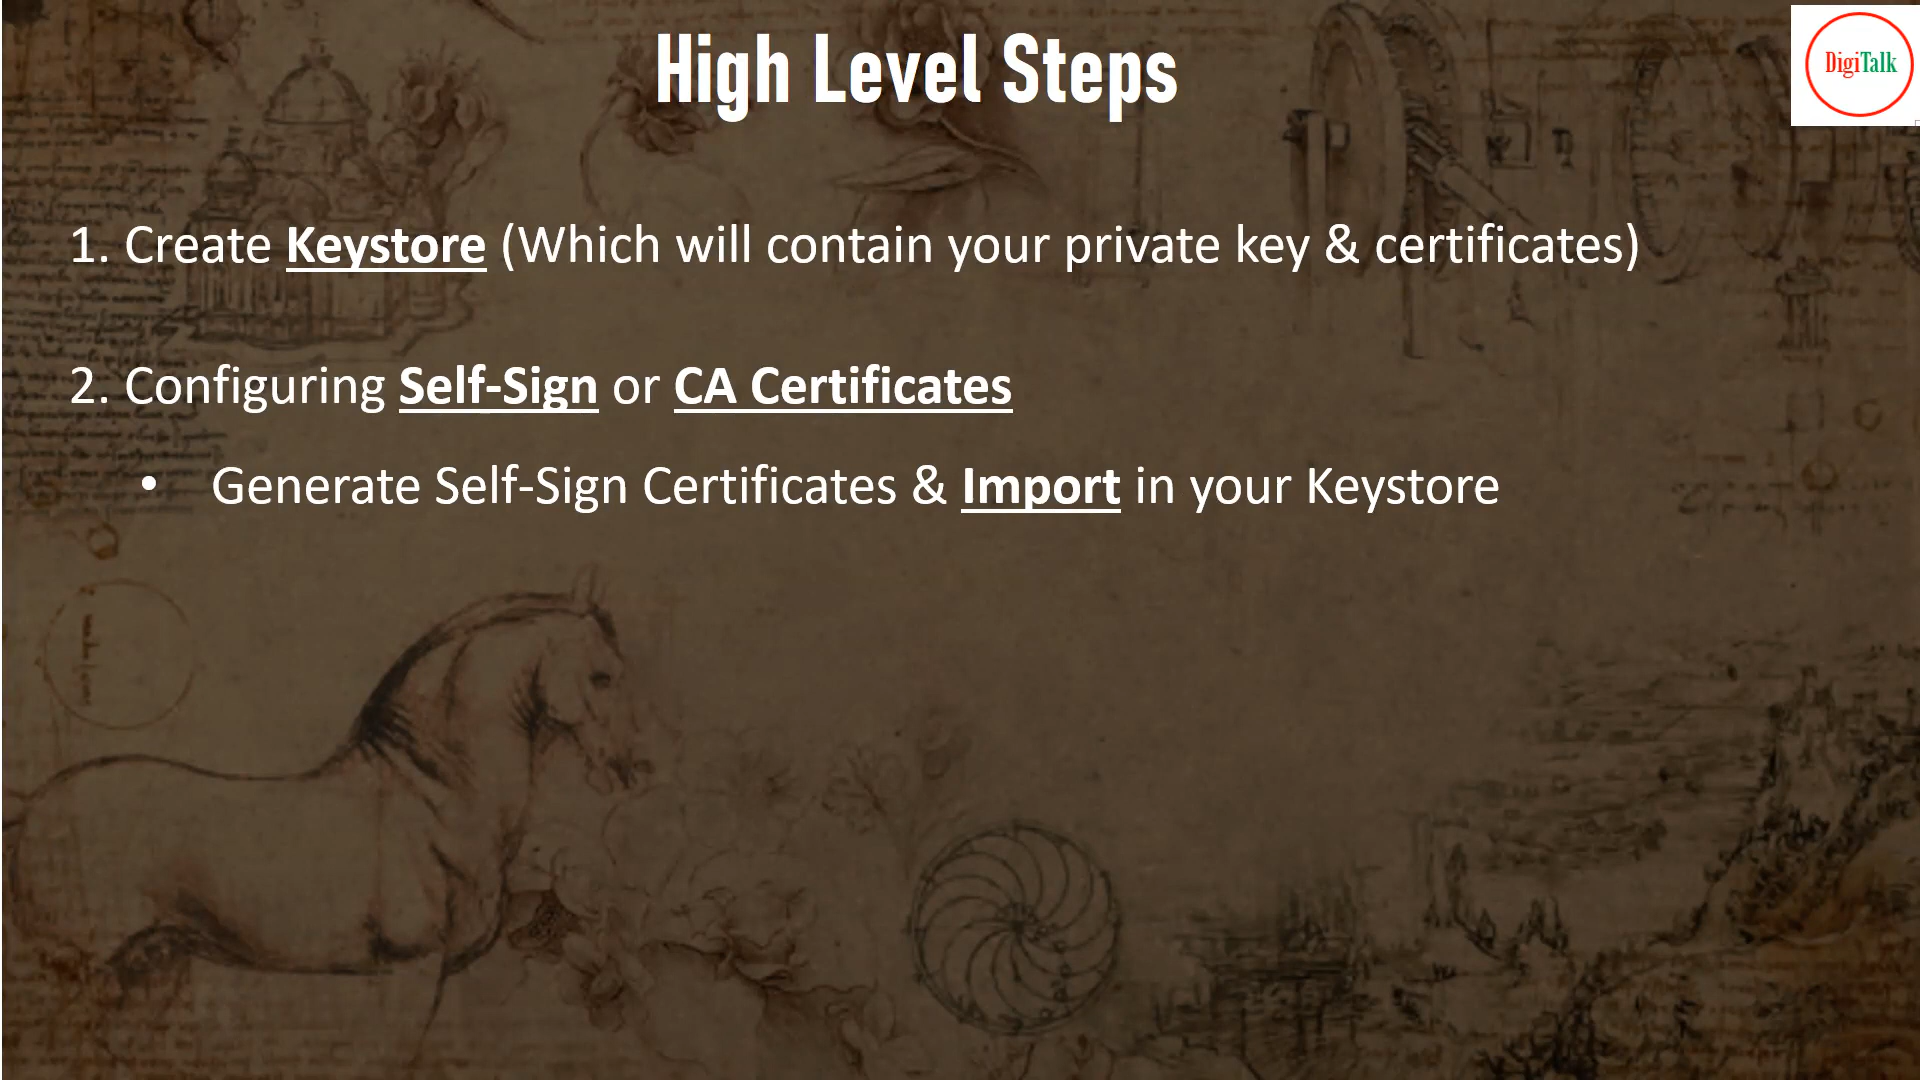 High Level Steps
DigiTalk
1. Create Keystore (Which will contain your private key & certificates)
2. Configuring Self-Sign or CA Certificates
• Generate Self-Sign Certificates & Import in your Keystore